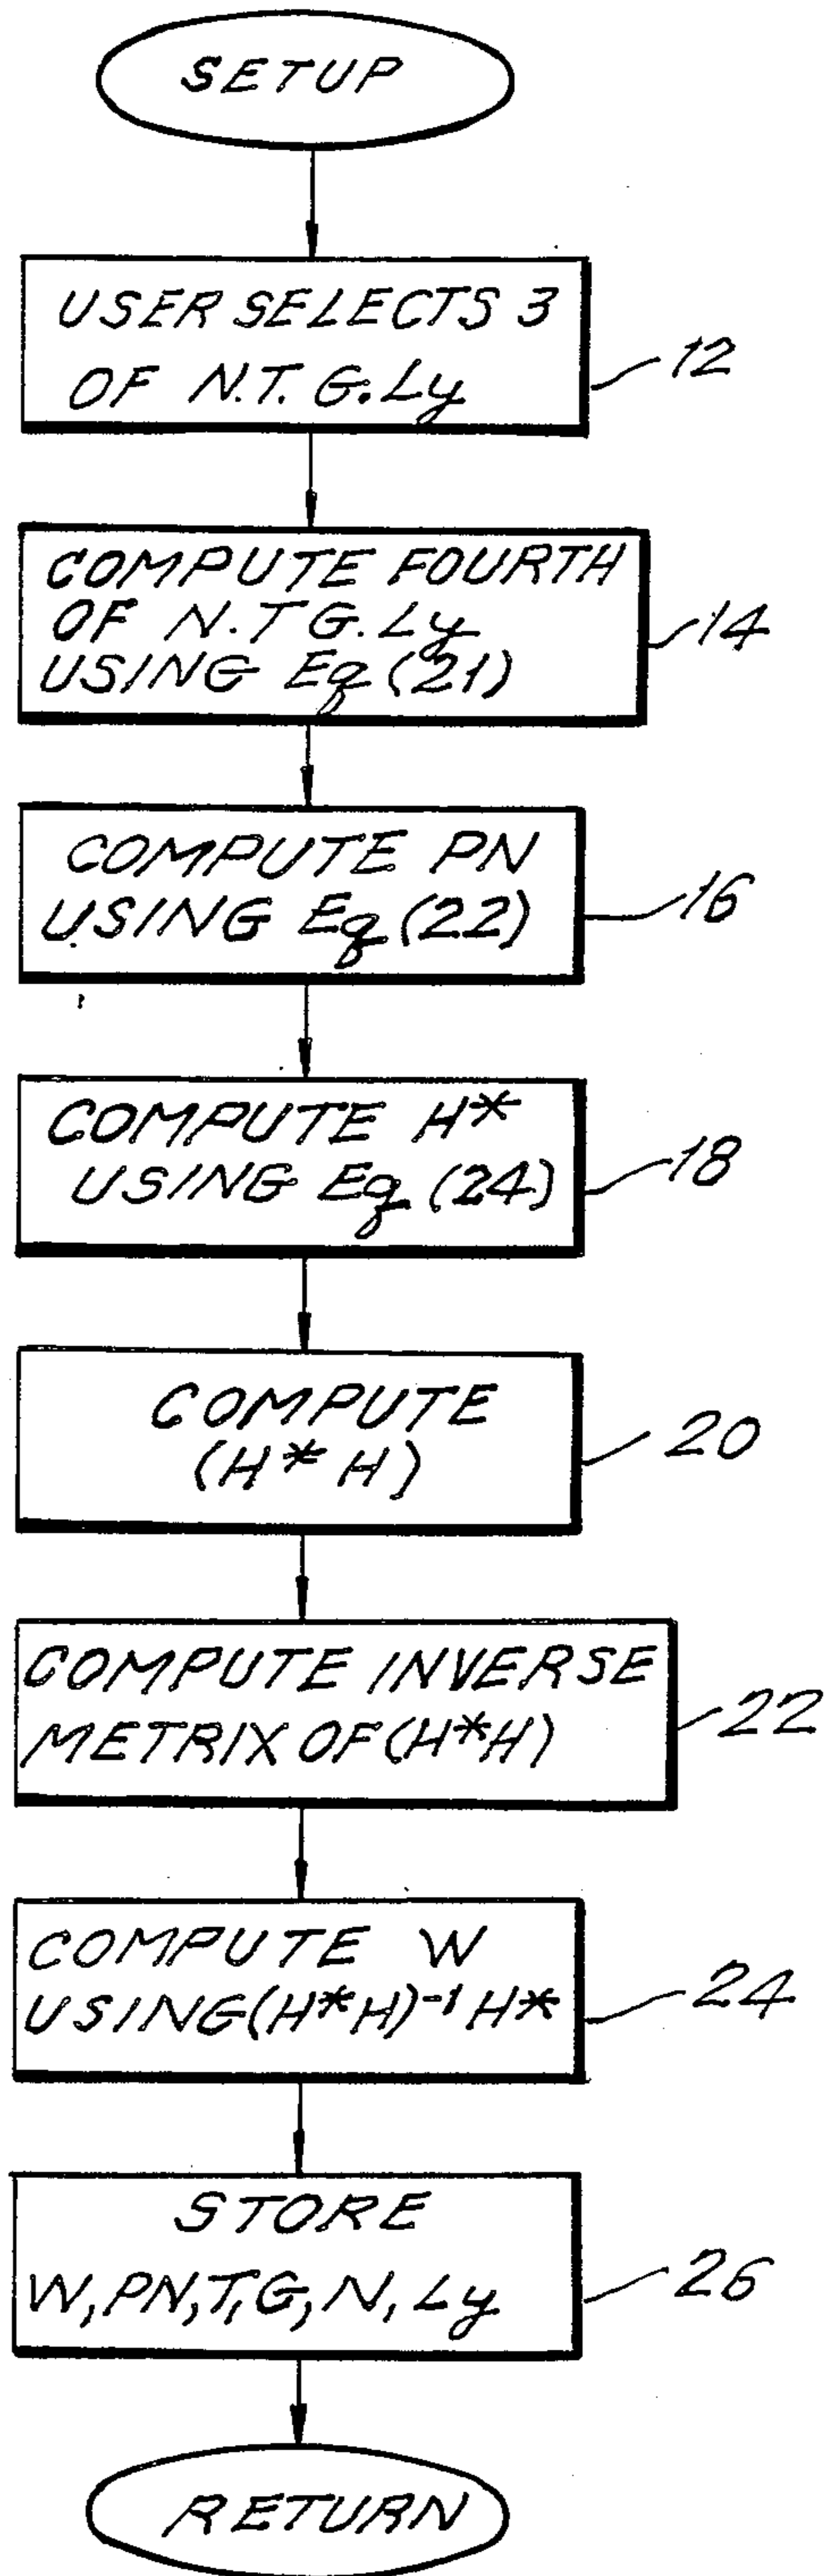 SETUP
USER SELECTS 3
OF N.T. G.Ly
12
COMPUTE FOURTH
OF N.T G.Ly
USING Eq (21)
14
COMPUTE PN
USING Eq (22)
16
COMPUTE H*
USING Eq (24)
18
COMPUTE
(H* H)
20
COMPUTE INVERSE
METRIX OF (H*H)
22
COMPUTE W
USING (H* H)-1 H*
24
STORE
W, PN, T, G, N, Ly
26
RETURN